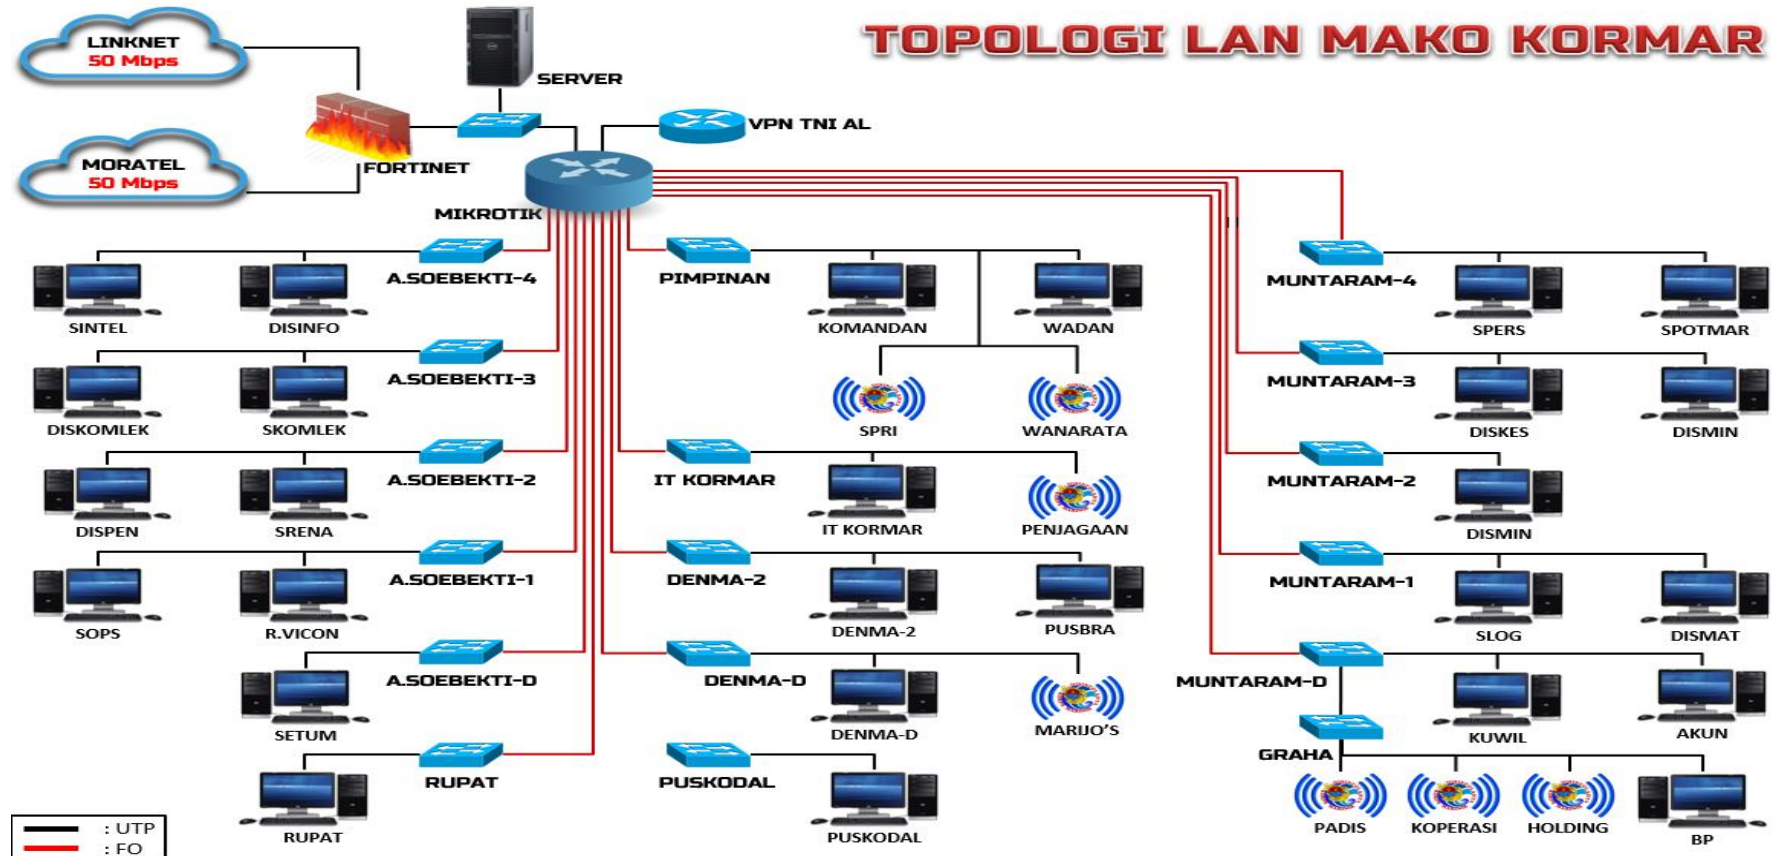 TOPOLOGI LAN MAKO KORMAR
LINKNET
50 Mbps
SERVER
VPN TNI AL
MORATEL
50 Mbps
FORTINET
MIKROTIK
A.SOEBEKTI-4
SINTEL
DISINFO
A.SOEBEKTI-3
DISKOMLEK
SKOMLEK
A.SOEBEKTI-2
DISPEN
SRENA
A.SOEBEKTI-1
SOPS
R.VICON
A.SOEBEKTI-D
SETUM
RUPAT
RUPAT
PIMPINAN
KOMANDAN
WADAN
SPRI
WANARATA
IT KORMAR
IT KORMAR
PENJAGAAN
DENMA-2
DENMA-2
PUSBRA
DENMA-D
DENMA-D
MARIJO'S
PUSKODAL
PUSKODAL
MUNTARAM-4
SPERS
SPOTMAR
MUNTARAM-3
DISKES
DISMIN
MUNTARAM-2
DISMIN
MUNTARAM-1
SLOG
DISMAT
MUNTARAM-D
KUWIL
AKUN
GRAHA
PADIS
KOPERASI
HOLDING
BP
: UTP
: FO